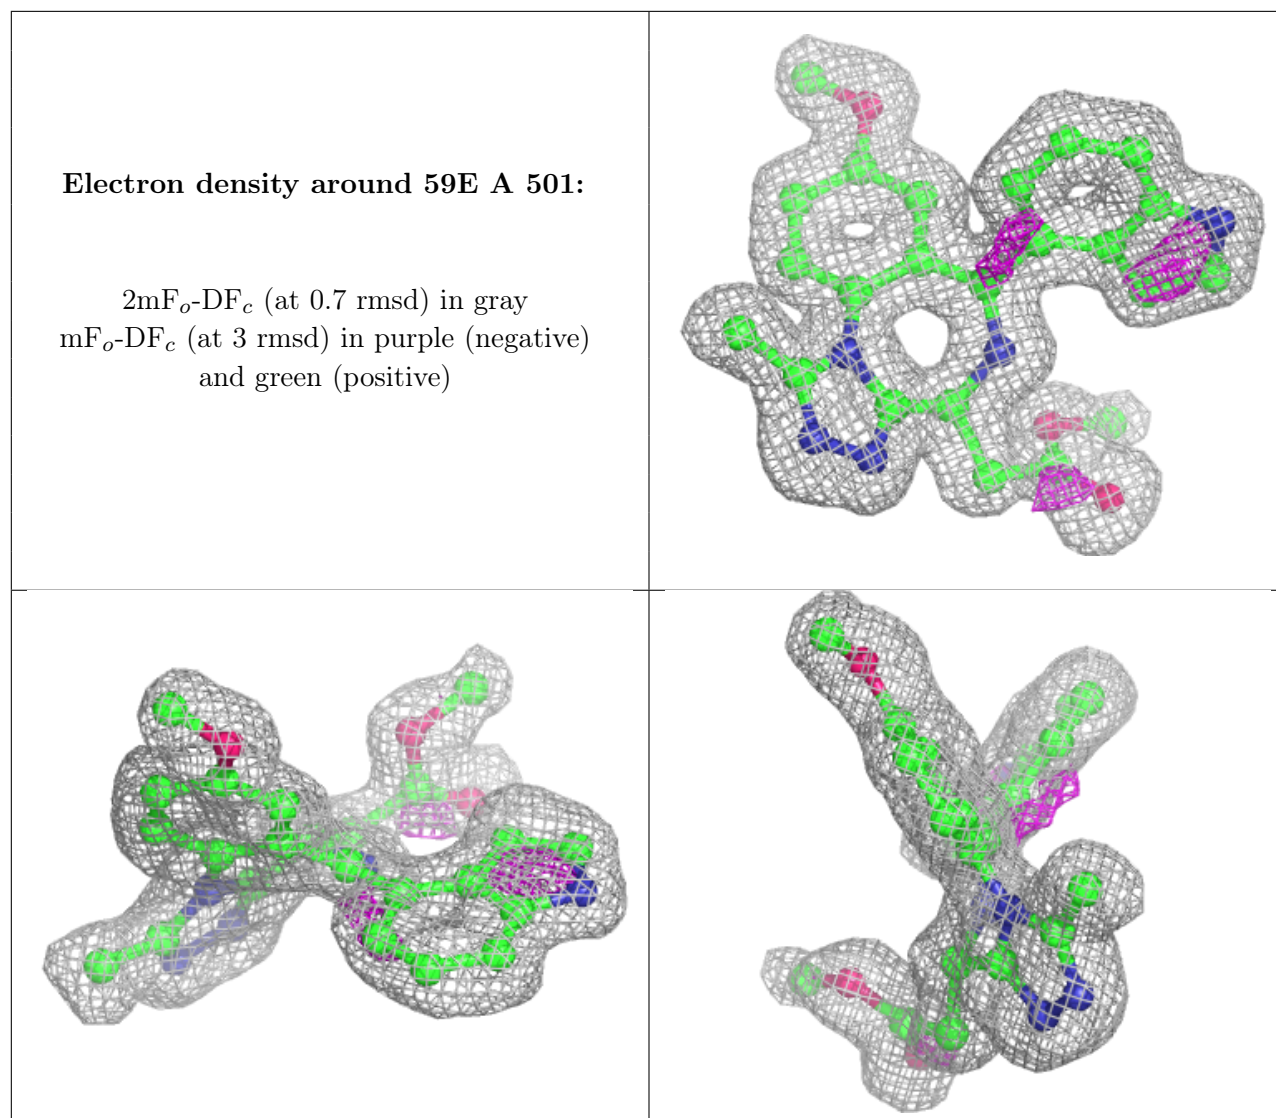 Electron density around 59E A 501:
2mFo-DFc (at 0.7 rmsd) in gray
mFo-DFc (at 3 rmsd) in purple (negative)
and green (positive)